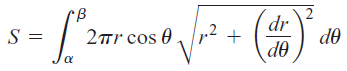 S = ∫_α^β 2πr cos θ √(r² + (dr/dθ)²) dθ